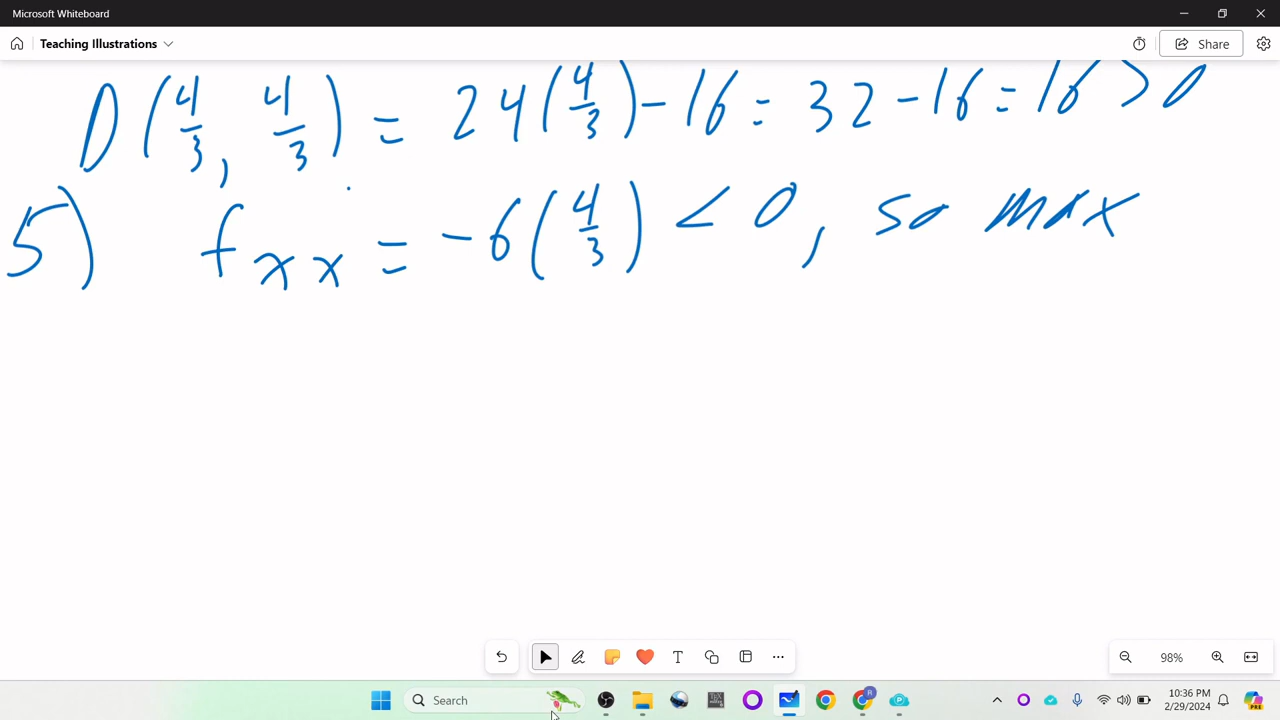 Microsoft Whiteboard
Teaching Illustrations
Share
D(4/3, 4/3) = 24(4/3) - 16 = 32 - 16 = 16 > 0
5) fxx = -6(4/3) < 0, so max
98%
Search
10:36 PM
2/29/2024